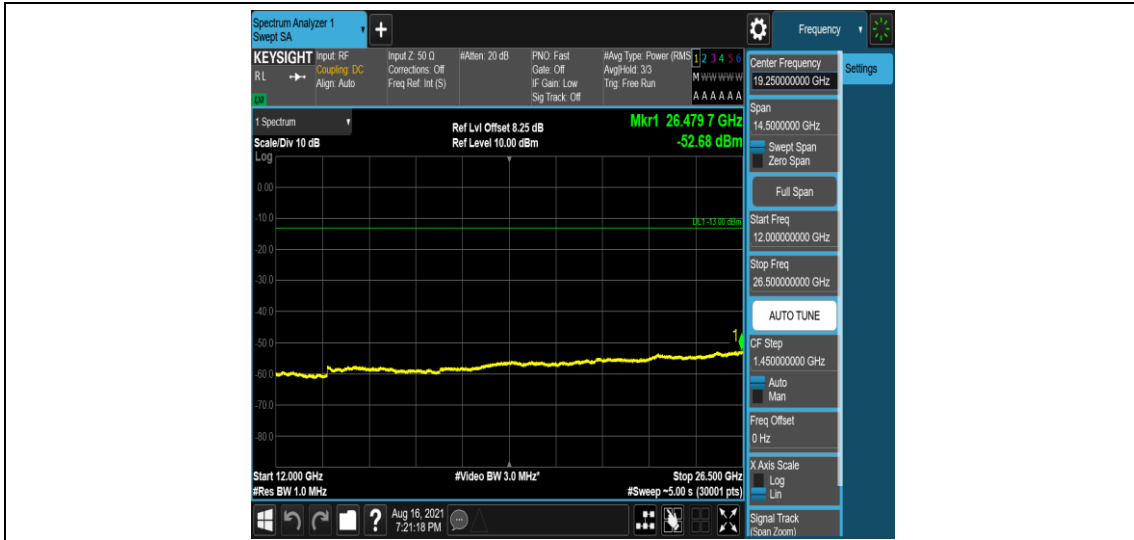 Spectrum Analyzer 1
Swept SA
Frequency
KEYSIGHT
RL
Input: RF
Coupling: DC
Align: Auto
Input Z: 50 Ω
Corrections: Off
Freq Ref: Int (S)
#Atten: 20 dB
PNO: Fast
Gate: Off
IF Gain: Low
Sig Track: Off
#Avg Type: Power (RMS
Avg|Hold: 3/3
Trig: Free Run
1 2 3 4 5 6
M W W W W W
A A A A A A
1 Spectrum
Scale/Div 10 dB
Ref Lvl Offset 8.25 dB
Ref Level 10.00 dBm
Mkr1 26.479 7 GHz
-52.68 dBm
Log
0.00
-10.0
-20.0
-30.0
-40.0
-50.0
-60.0
-70.0
-80.0
DL1 -13.00 dBm
1
Start 12.000 GHz
#Res BW 1.0 MHz
#Video BW 3.0 MHz*
Stop 26.500 GHz
#Sweep ~5.00 s (30001 pts)
Aug 16, 2021
7:21:18 PM
Center Frequency
19.250000000 GHz
Settings
Span
14.5000000 GHz
Swept Span
Zero Span
Full Span
Start Freq
12.000000000 GHz
Stop Freq
26.500000000 GHz
AUTO TUNE
CF Step
1.450000000 GHz
Auto
Man
Freq Offset
0 Hz
X Axis Scale
Log
Lin
Signal Track
(Span Zoom)